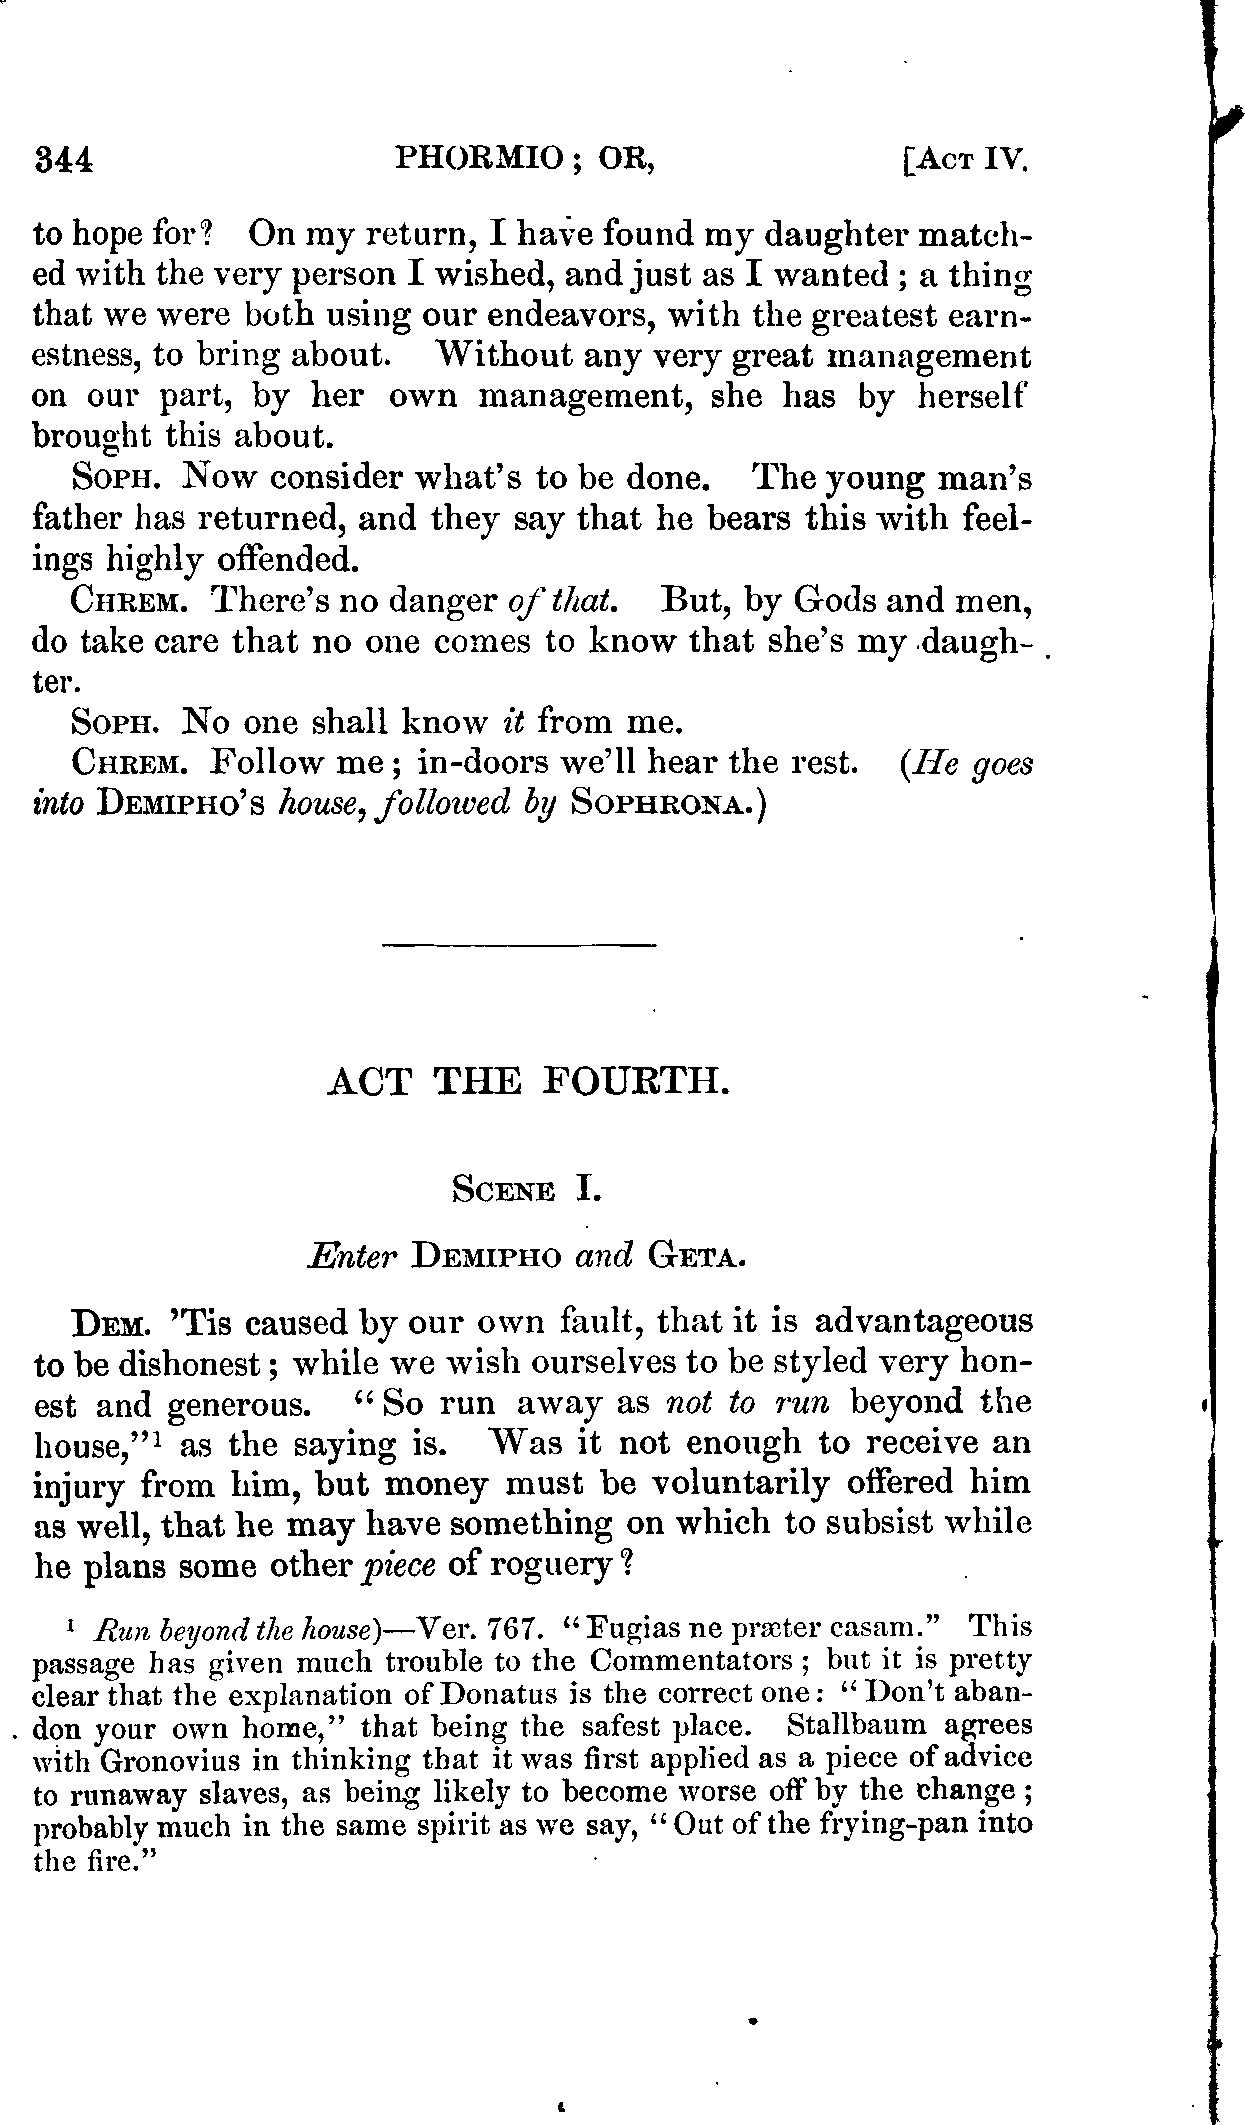 344 PHORMIO; OR, [ACT IV.
to hope for? On my return, I have found my daughter match-
ed with the very person I wished, and just as I wanted; a thing
that we were both using our endeavors, with the greatest earn-
estness, to bring about. Without any very great management
on our part, by her own management, she has by herself
brought this about.
SOPH. Now consider what's to be done. The young man's
father has returned, and they say that he bears this with feel-
ings highly offended.
CHREM. There's no danger of that. But, by Gods and men,
do take care that no one comes to know that she's my daugh-
ter.
SOPH. No one shall know it from me.
CHREM. Follow me; in-doors we'll hear the rest. (He goes
into DEMIPHO'S house, followed by SOPHRONA.)
ACT THE FOURTH.
SCENE I.
Enter DEMIPHO and GETA.
DEM. 'Tis caused by our own fault, that it is advantageous
to be dishonest; while we wish ourselves to be styled very hon-
est and generous. "So run away as not to run beyond the
house,"¹ as the saying is. Was it not enough to receive an
injury from him, but money must be voluntarily offered him
as well, that he may have something on which to subsist while
he plans some other piece of roguery?
¹ Run beyond the house)—Ver. 767. "Fugias ne præter casam." This
passage has given much trouble to the Commentators; but it is pretty
clear that the explanation of Donatus is the correct one: "Don't aban-
don your own home," that being the safest place. Stallbaum agrees
with Gronovius in thinking that it was first applied as a piece of advice
to runaway slaves, as being likely to become worse off by the change;
probably much in the same spirit as we say, "Out of the frying-pan into
the fire."